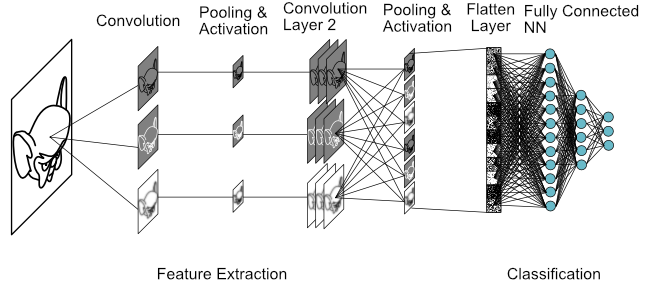 Convolution
Pooling &
Activation
Convolution
Layer 2
Pooling &
Activation
Flatten
Layer
Fully Connected
NN
Feature Extraction
Classification